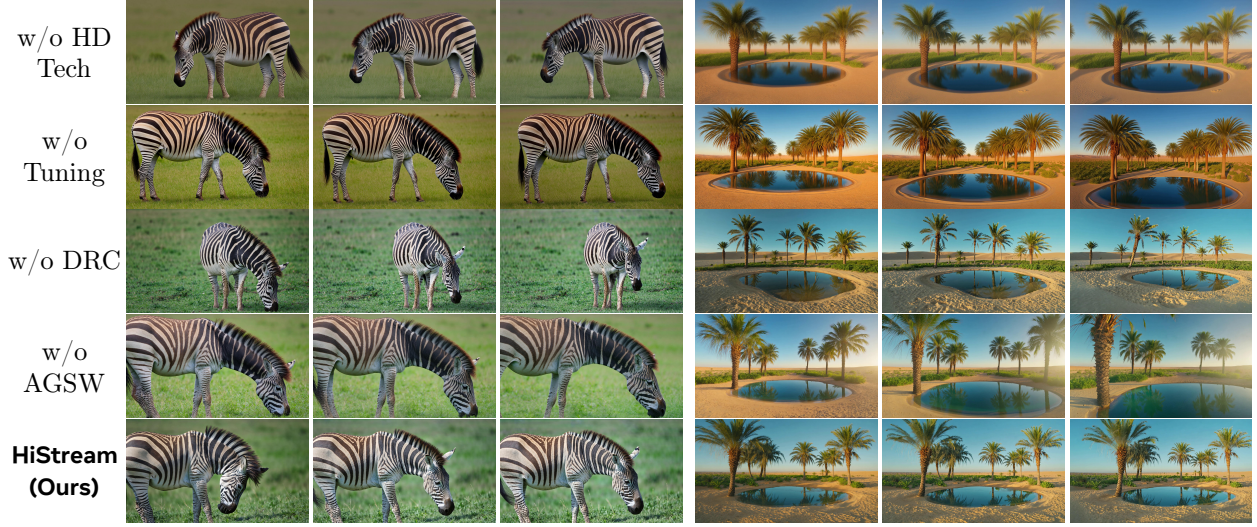 w/o HD
Tech
w/o
Tuning
w/o DRC
w/o
AGSW
HiStream
(Ours)